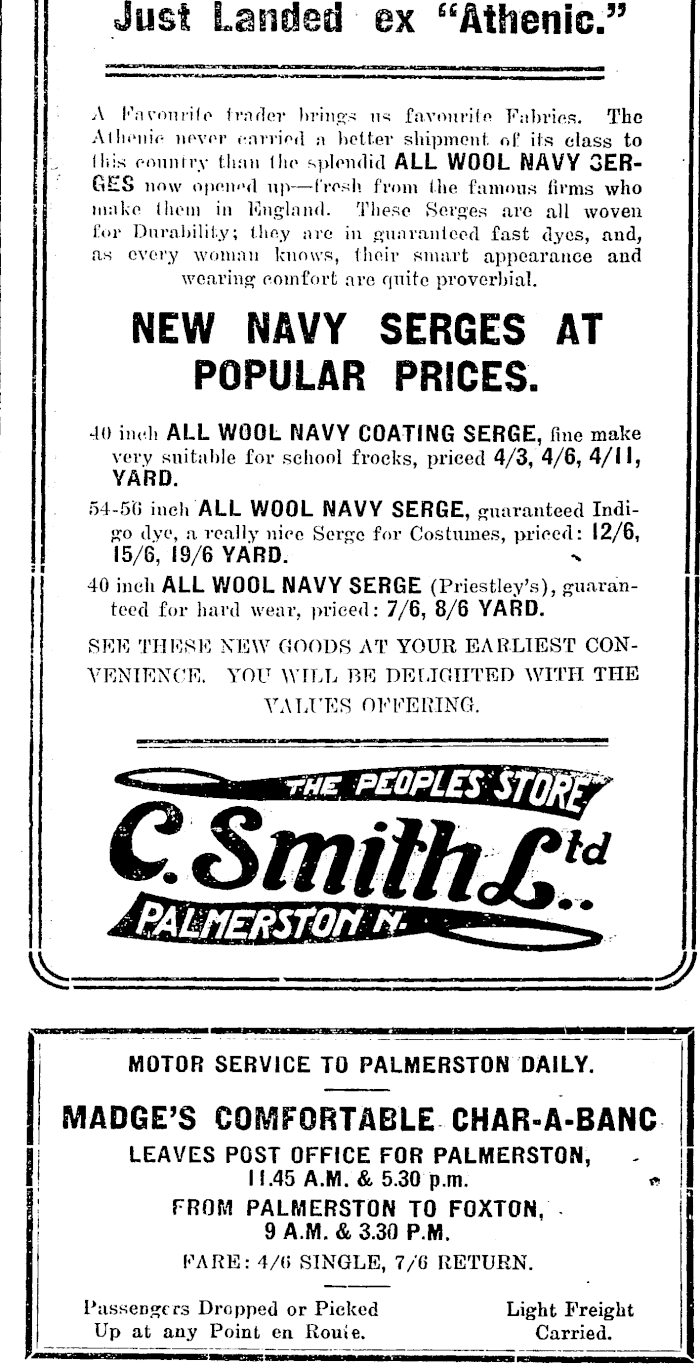 Just Landed ex "Athenic."
A Favourite trader brings us favourite Fabrics. The
Athenic never carried a better shipment of its class to
this country than the splendid ALL WOOL NAVY SER-
GES now opened up—fresh from the famous firms who
make them in England. These Serges are all woven
for Durability; they are in guaranteed fast dyes, and,
as every woman knows, their smart appearance and
wearing comfort are quite proverbial.
NEW NAVY SERGES AT
POPULAR PRICES.
40 inch ALL WOOL NAVY COATING SERGE, fine make
very suitable for school frocks, priced 4/3, 4/6, 4/11,
YARD.
54-56 inch ALL WOOL NAVY SERGE, guaranteed Indi-
go dye, a really nice Serge for Costumes, priced: 12/6,
15/6, 19/6 YARD.
40 inch ALL WOOL NAVY SERGE (Priestley's), guaran-
teed for hard wear, priced: 7/6, 8/6 YARD.
SEE THESE NEW GOODS AT YOUR EARLIEST CON-
VENIENCE. YOU WILL BE DELIGHTED WITH THE
VALUES OFFERING.
THE PEOPLES STORE
C. Smith Ltd..
PALMERSTON N.
MOTOR SERVICE TO PALMERSTON DAILY.
MADGE'S COMFORTABLE CHAR-A-BANC
LEAVES POST OFFICE FOR PALMERSTON,
11.45 A.M. & 5.30 p.m.
FROM PALMERSTON TO FOXTON,
9 A.M. & 3.30 P.M.
FARE: 4/6 SINGLE, 7/6 RETURN.
Passengers Dropped or Picked
Up at any Point en Route.
Light Freight
Carried.